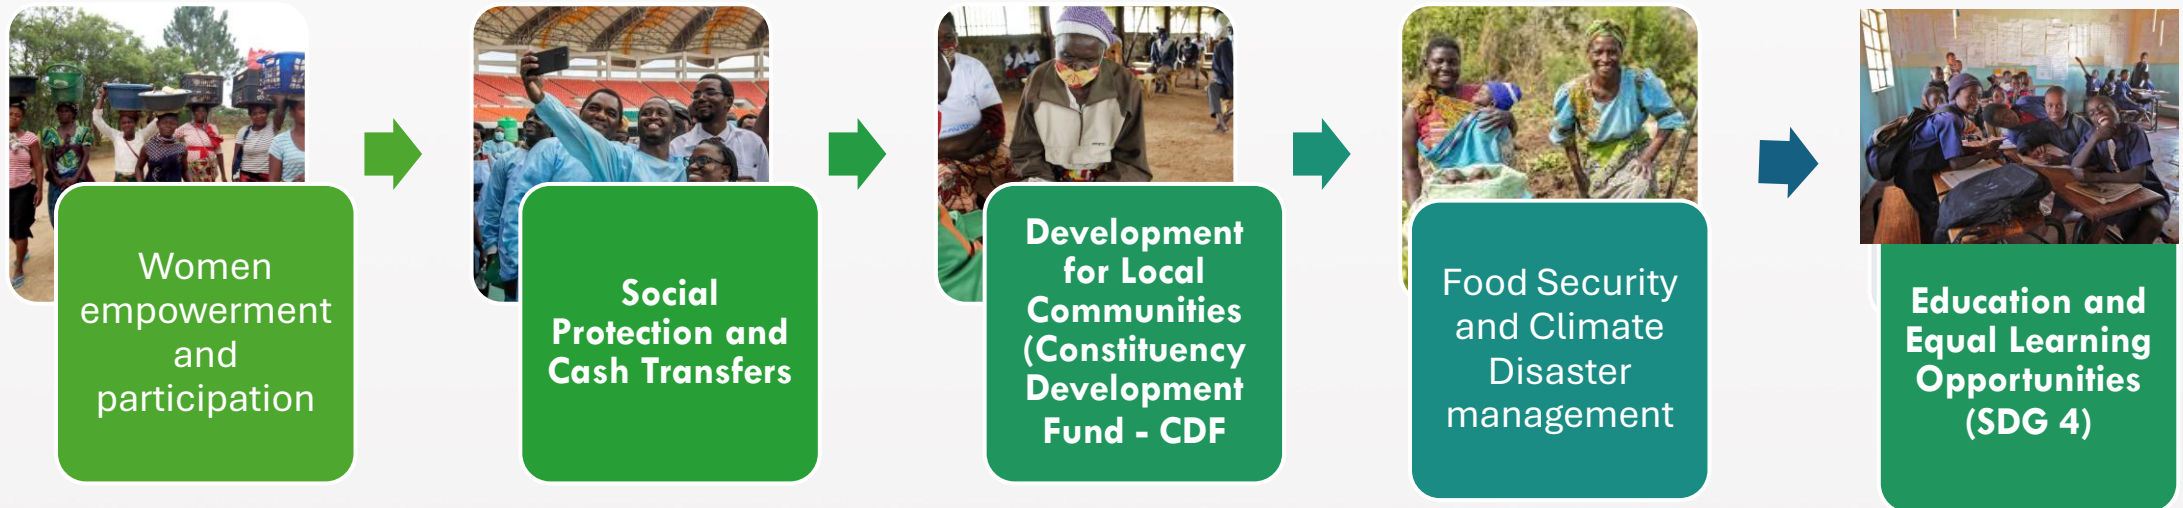 Women
empowerment
and
participation
Social
Protection and
Cash Transfers
Development
for Local
Communities
(Constituency
Development
Fund - CDF
Food Security
and Climate
Disaster
management
Education and
Equal Learning
Opportunities
(SDG 4)